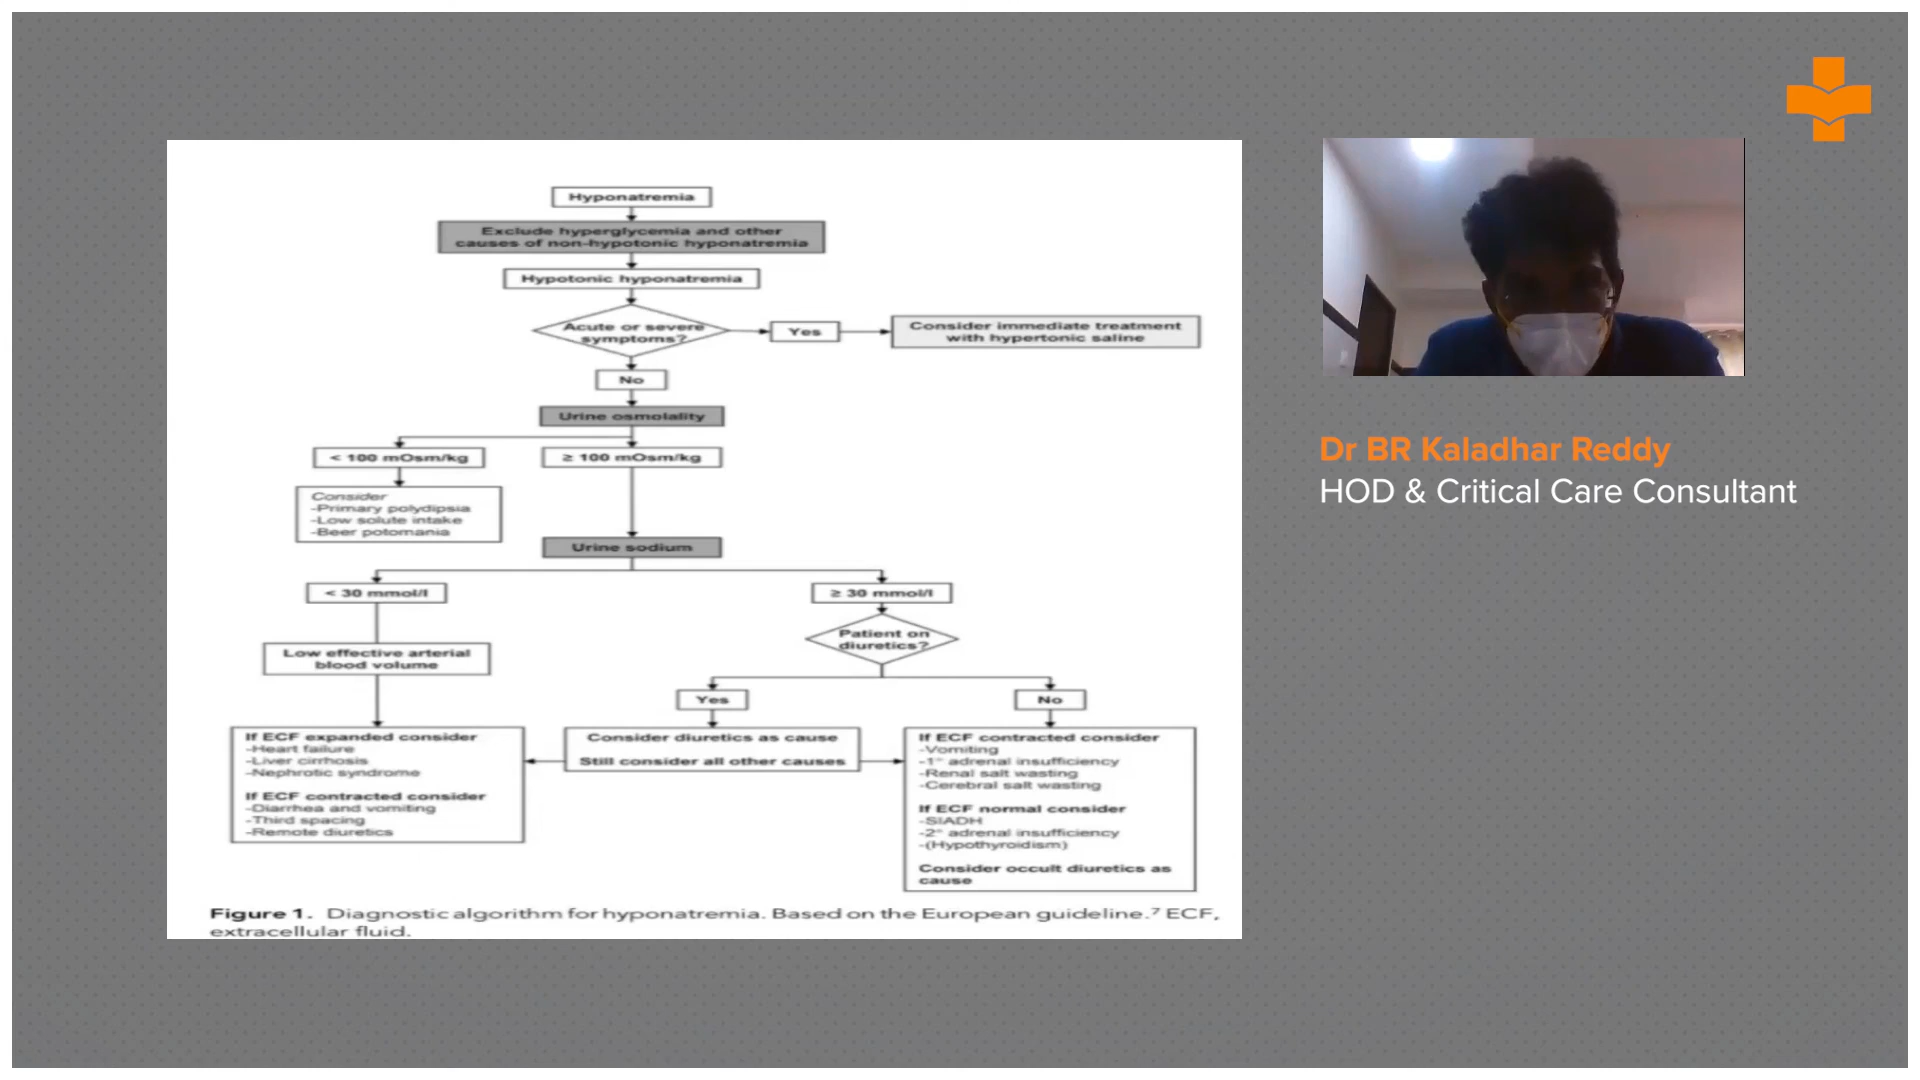 Hyponatremia
Exclude hyperglycemia and other
causes of non-hypotonic hyponatremia
Hypotonic hyponatremia
Acute or severe
symptoms?
Yes
Consider immediate treatment
with hypertonic saline
No
Urine osmolality
< 100 mOsm/kg
≥ 100 mOsm/kg
Consider
-Primary polydipsia
-Low solute intake
-Beer potomania
Urine sodium
< 30 mmol/l
≥ 30 mmol/l
Low effective arterial
blood volume
Patient on
diuretics?
Yes
No
If ECF expanded consider
-Heart failure
-Liver cirrhosis
-Nephrotic syndrome
If ECF contracted consider
-Diarrhea and vomiting
-Third spacing
-Remote diuretics
Consider diuretics as cause
Still consider all other causes
If ECF contracted consider
-Vomiting
-1° adrenal insufficiency
-Renal salt wasting
-Cerebral salt wasting
If ECF normal consider
-SIADH
-2° adrenal insufficiency
-(Hypothyroidism)
Consider occult diuretics as
cause
Figure 1. Diagnostic algorithm for hyponatremia. Based on the European guideline.⁷ ECF,
extracellular fluid.
Dr BR Kaladhar Reddy
HOD & Critical Care Consultant